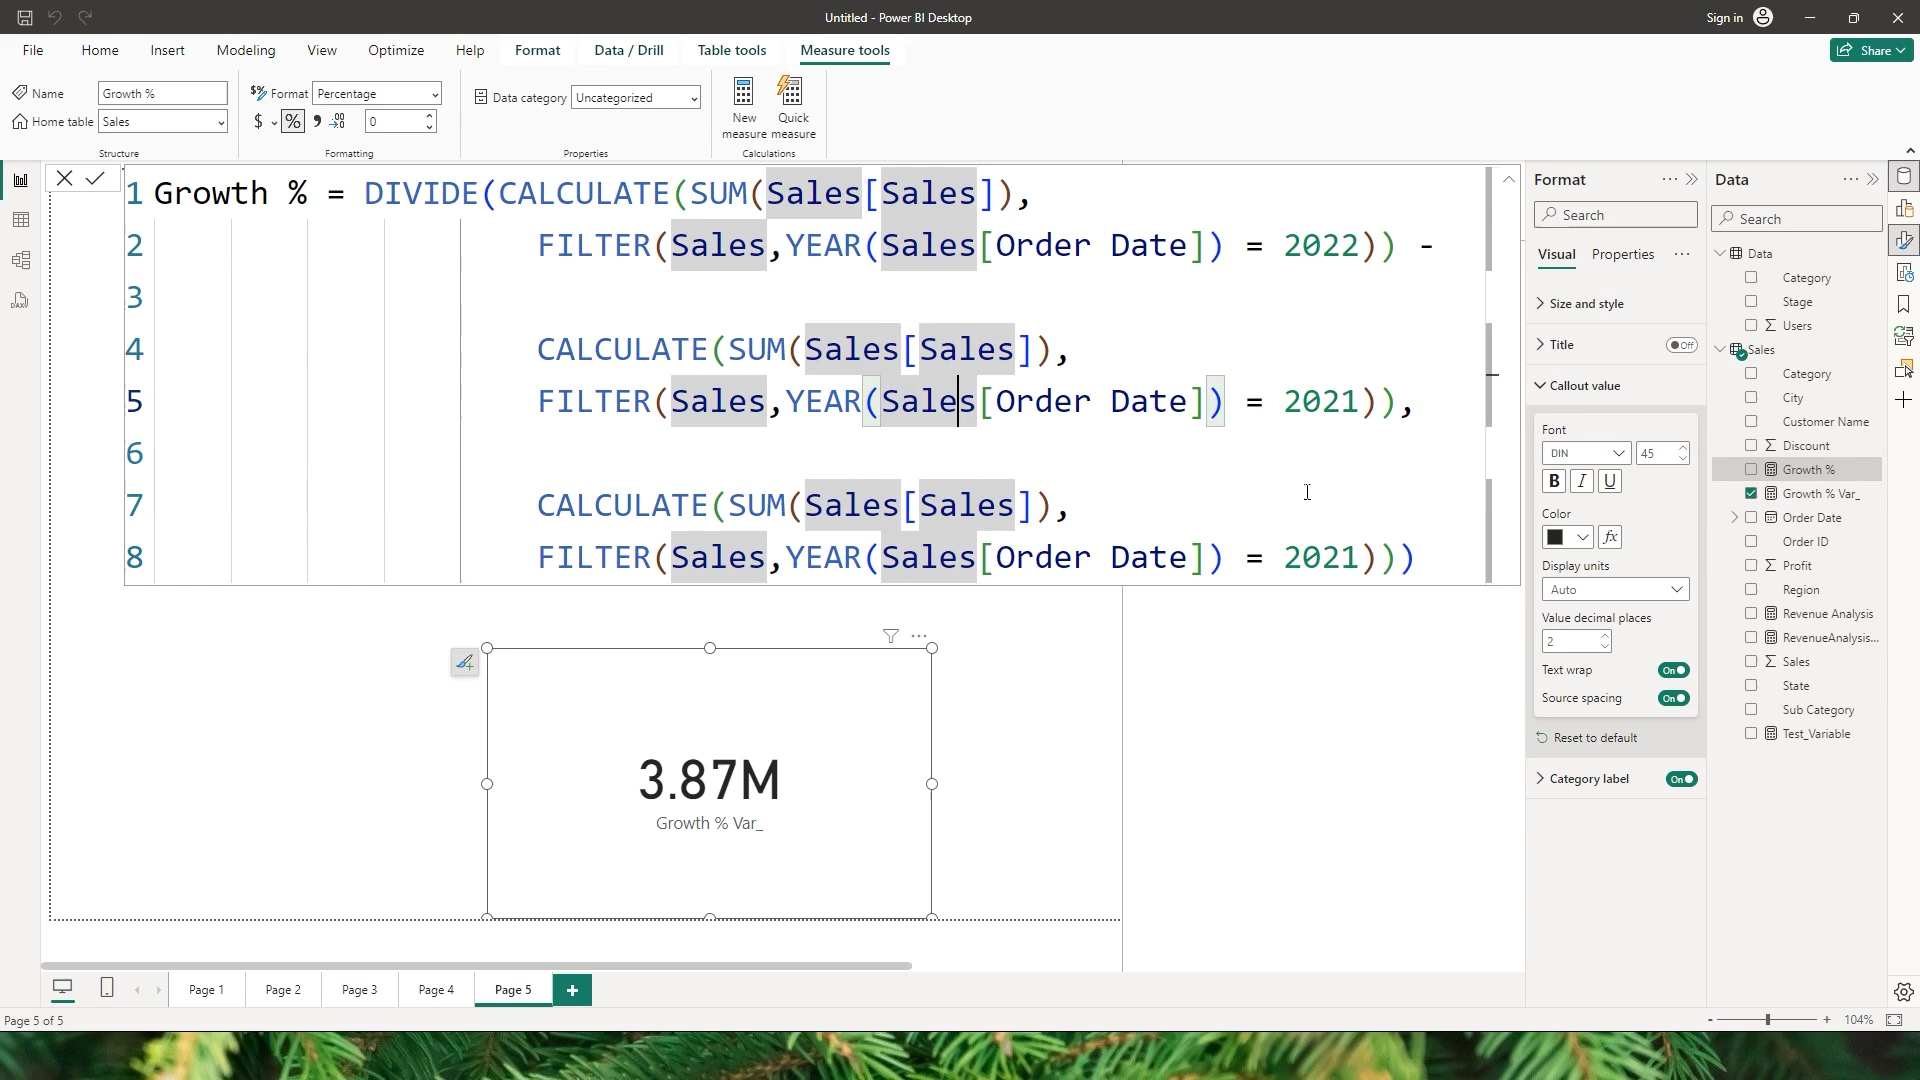 Untitled - Power BI Desktop
Sign in
File Home Insert Modeling View Optimize Help Format Data / Drill Table tools Measure tools
Share
Name Growth %
Home table Sales
Structure
$% Format Percentage
$ % 0
Formatting
Data category Uncategorized
Properties
New measure
Quick measure
Calculations
1 Growth % = DIVIDE(CALCULATE(SUM(Sales[Sales]),
2 FILTER(Sales,YEAR(Sales[Order Date]) = 2022)) -
3
4 CALCULATE(SUM(Sales[Sales]),
5 FILTER(Sales,YEAR(Sales[Order Date]) = 2021)),
6
7 CALCULATE(SUM(Sales[Sales]),
8 FILTER(Sales,YEAR(Sales[Order Date]) = 2021)))
3.87M
Growth % Var_
Format
Search
Visual Properties
Size and style
Title Off
Callout value
Font
DIN 45
B I U
Color
fx
Display units
Auto
Value decimal places
2
Text wrap On
Source spacing On
Reset to default
Category label On
Data
Search
Data
Category
Stage
Σ Users
Sales
Category
City
Customer Name
Σ Discount
Growth %
Growth % Var_
Order Date
Order ID
Σ Profit
Region
Revenue Analysis
RevenueAnalysis...
Σ Sales
State
Sub Category
Test_Variable
Page 1 Page 2 Page 3 Page 4 Page 5 +
Page 5 of 5
- + 104%